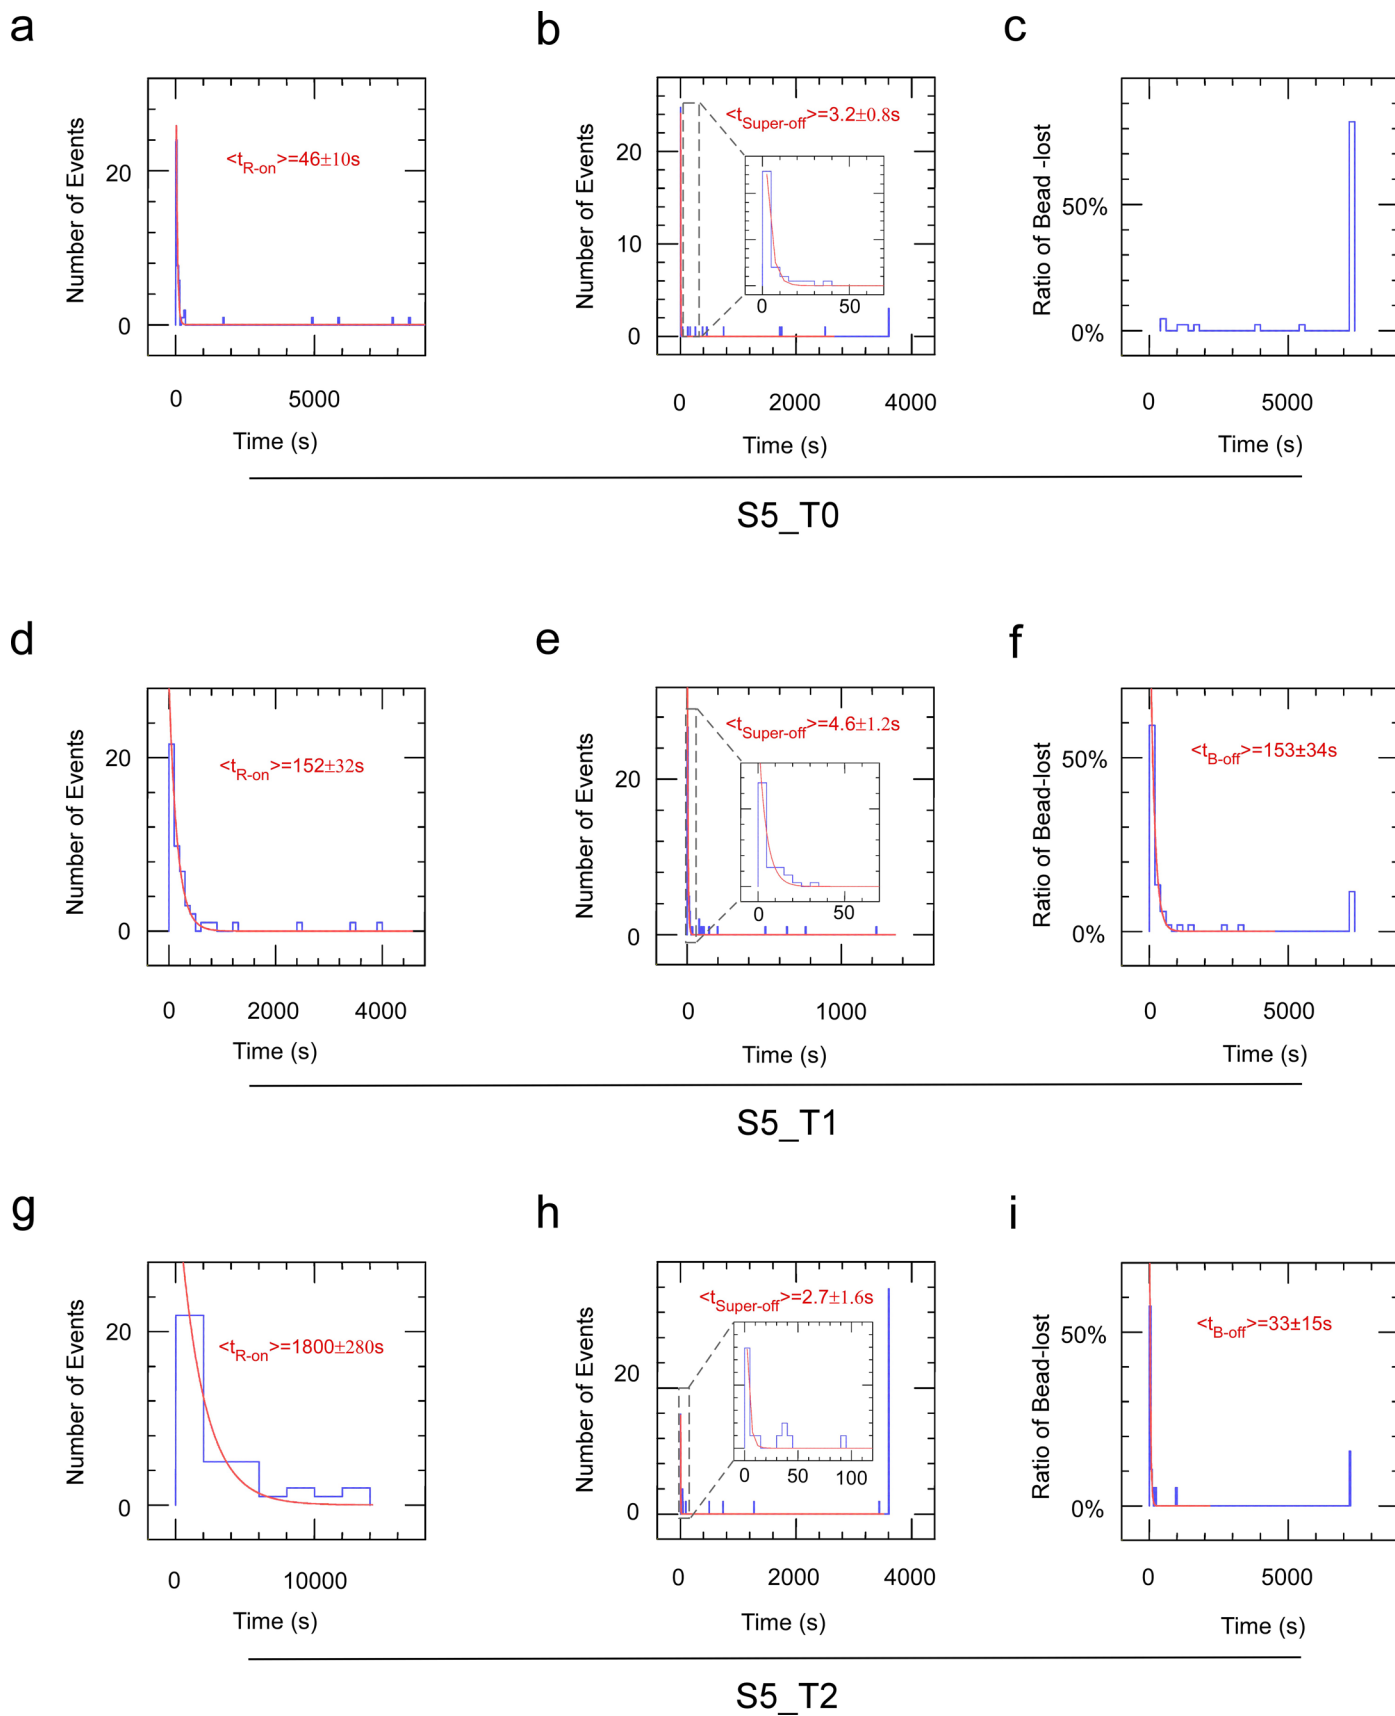 a
b
c
Number of Events
20
0
<tR-on>=46±10s
0
5000
Time (s)
Number of Events
20
10
0
<tSuper-off>=3.2±0.8s
0
50
0
2000
4000
Time (s)
Ratio of Bead -lost
50%
0%
0
5000
Time (s)
S5_T0
d
e
f
Number of Events
20
0
<tR-on>=152±32s
0
2000
4000
Time (s)
Number of Events
20
0
<tSuper-off>=4.6±1.2s
0
50
0
1000
Time (s)
Ratio of Bead-lost
50%
0%
<tB-off>=153±34s
0
5000
Time (s)
S5_T1
g
h
i
Number of Events
20
0
<tR-on>=1800±280s
0
10000
Time (s)
Number of Events
20
0
<tSuper-off>=2.7±1.6s
0
50
100
0
2000
4000
Time (s)
Ratio of Bead-lost
50%
0%
<tB-off>=33±15s
0
5000
Time (s)
S5_T2